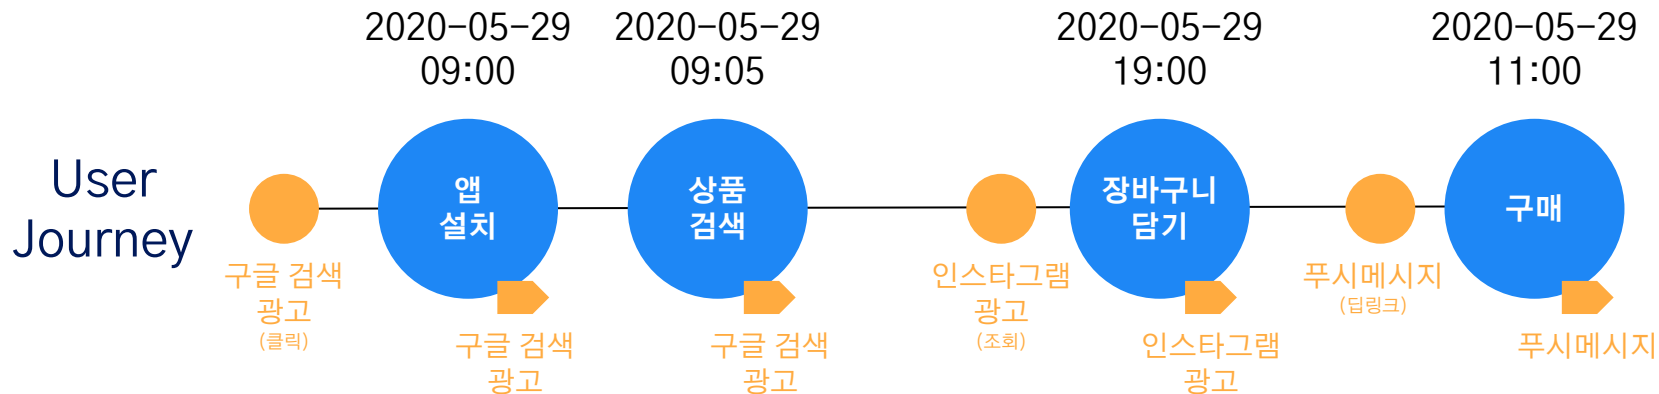 2020-05-29
09:00
2020-05-29
09:05
2020-05-29
19:00
2020-05-29
11:00
User
Journey
앱
설치
상품
검색
장바구니
담기
구매
구글 검색
광고
(클릭)
인스타그램
광고
(조회)
푸시메시지
(딥링크)
구글 검색
광고
구글 검색
광고
인스타그램
광고
푸시메시지